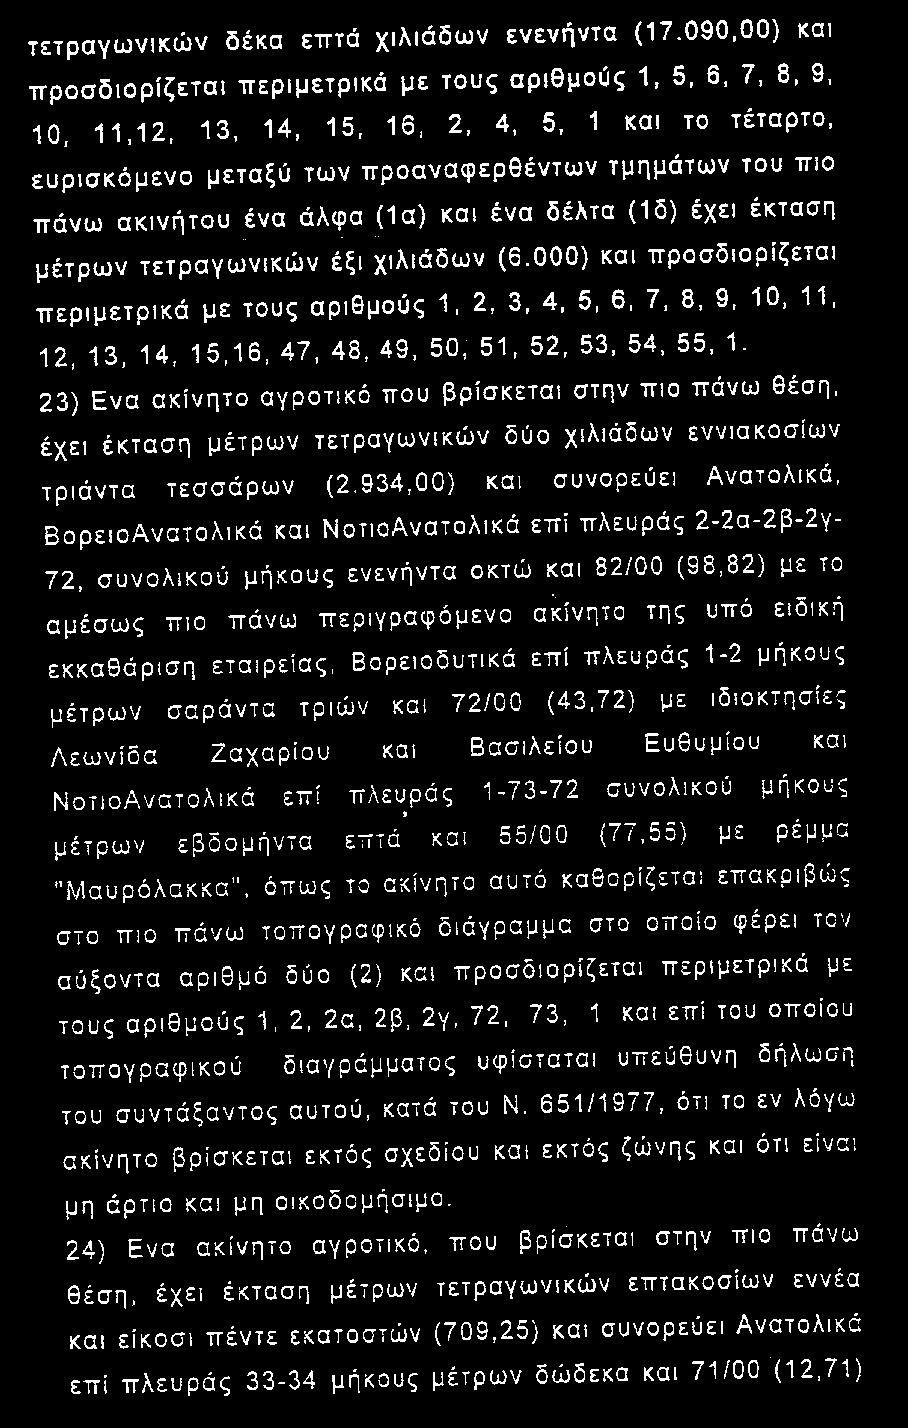 τετραγωνικών δέκα επτά χιλιάδων ενενήντα (17.090,00) και
προσδιορίζεται περιμετρικά με τους αριθμούς 1, 5, 6, 7, 8, 9,
10, 11,12, 13, 14, 15, 16, 2, 4, 5, 1 και το τέταρτο,
ευρισκόμενο μεταξύ των προαναφερθέντων τμημάτων του πιο
πάνω ακινήτου ένα άλφα (1α) και ένα δέλτα (1δ) έχει έκταση
μέτρων τετραγωνικών έξι χιλιάδων (6.000) και προσδιορίζεται
περιμετρικά με τους αριθμούς 1, 2, 3, 4, 5, 6, 7, 8, 9, 10, 11,
12, 13, 14, 15,16, 47, 48, 49, 50, 51, 52, 53, 54, 55, 1.
23) Ενα ακίνητο αγροτικό που βρίσκεται στην πιο πάνω θέση,
έχει έκταση μέτρων τετραγωνικών δύο χιλιάδων εννιακοσίων
τριάντα τεσσάρων (2.934,00) και συνορεύει Ανατολικά,
ΒορειοΑνατολικά και ΝοτιοΑνατολικά επί πλευράς 2-2α-2β-2γ-
72, συνολικού μήκους ενενήντα οκτώ και 82/00 (98,82) με το
αμέσως πιο πάνω περιγραφόμενο ακίνητο της υπό ειδική
εκκαθάριση εταιρείας, Βορειοδυτικά επί πλευράς 1-2 μήκους
μέτρων σαράντα τριών και 72/00 (43,72) με ιδιοκτησίες
Λεωνίδα Ζαχαρίου και Βασιλείου Ευθυμίου και
ΝοτιοΑνατολικά επί πλευράς 1-73-72 συνολικού μήκους
μέτρων εβδομήντα επτά και 55/00 (77,55) με ρέμμα
"Μαυρόλακκα", όπως το ακίνητο αυτό καθορίζεται επακριβώς
στο πιο πάνω τοπογραφικό διάγραμμα στο οποίο φέρει τον
αύξοντα αριθμό δύο (2) και προσδιορίζεται περιμετρικά με
τους αριθμούς 1, 2, 2α, 2β, 2γ, 72, 73, 1 και επί του οποίου
τοπογραφικού διαγράμματος υφίσταται υπεύθυνη δήλωση
του συντάξαντος αυτού, κατά του Ν. 651/1977, ότι το εν λόγω
ακίνητο βρίσκεται εκτός σχεδίου και εκτός ζώνης και ότι είναι
μη άρτιο και μη οικοδομήσιμο.
24) Ενα ακίνητο αγροτικό, που βρίσκεται στην πιο πάνω
θέση, έχει έκταση μέτρων τετραγωνικών επτακοσίων εννέα
και είκοσι πέντε εκατοστών (709,25) και συνορεύει Ανατολικά
επί πλευράς 33-34 μήκους μέτρων δώδεκα και 71/00 (12,71)